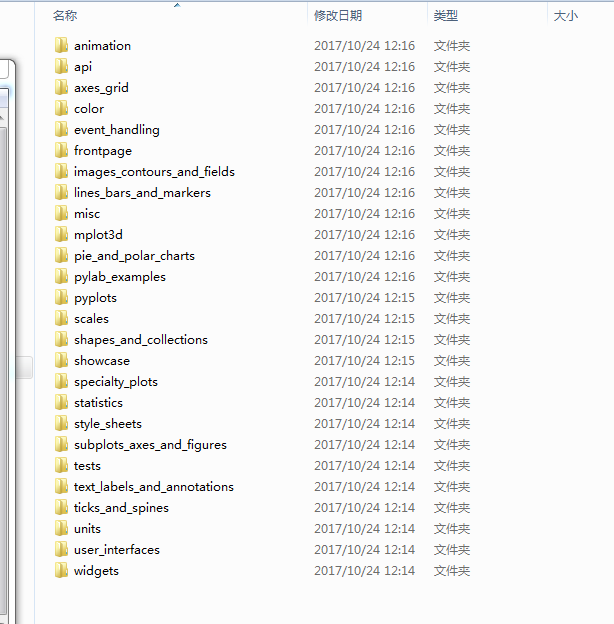 名称 修改日期 类型 大小
animation 2017/10/24 12:16 文件夹
api 2017/10/24 12:16 文件夹
axes_grid 2017/10/24 12:16 文件夹
color 2017/10/24 12:16 文件夹
event_handling 2017/10/24 12:16 文件夹
frontpage 2017/10/24 12:16 文件夹
images_contours_and_fields 2017/10/24 12:16 文件夹
lines_bars_and_markers 2017/10/24 12:16 文件夹
misc 2017/10/24 12:16 文件夹
mplot3d 2017/10/24 12:16 文件夹
pie_and_polar_charts 2017/10/24 12:16 文件夹
pylab_examples 2017/10/24 12:16 文件夹
pyplots 2017/10/24 12:15 文件夹
scales 2017/10/24 12:15 文件夹
shapes_and_collections 2017/10/24 12:15 文件夹
showcase 2017/10/24 12:15 文件夹
specialty_plots 2017/10/24 12:14 文件夹
statistics 2017/10/24 12:14 文件夹
style_sheets 2017/10/24 12:14 文件夹
subplots_axes_and_figures 2017/10/24 12:14 文件夹
tests 2017/10/24 12:14 文件夹
text_labels_and_annotations 2017/10/24 12:14 文件夹
ticks_and_spines 2017/10/24 12:14 文件夹
units 2017/10/24 12:14 文件夹
user_interfaces 2017/10/24 12:14 文件夹
widgets 2017/10/24 12:14 文件夹